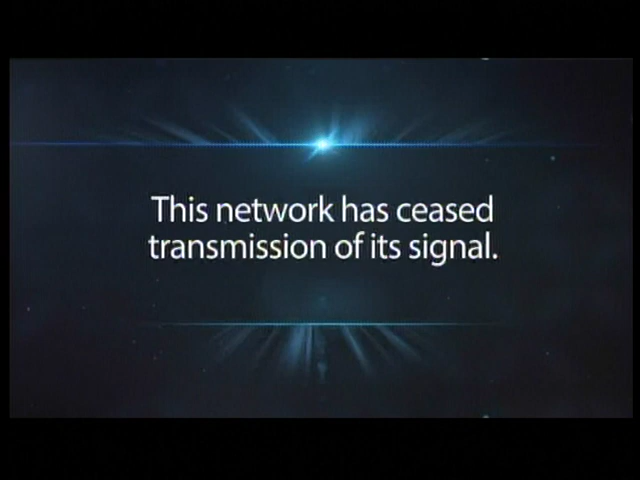 This network has ceased
transmission of its signal.